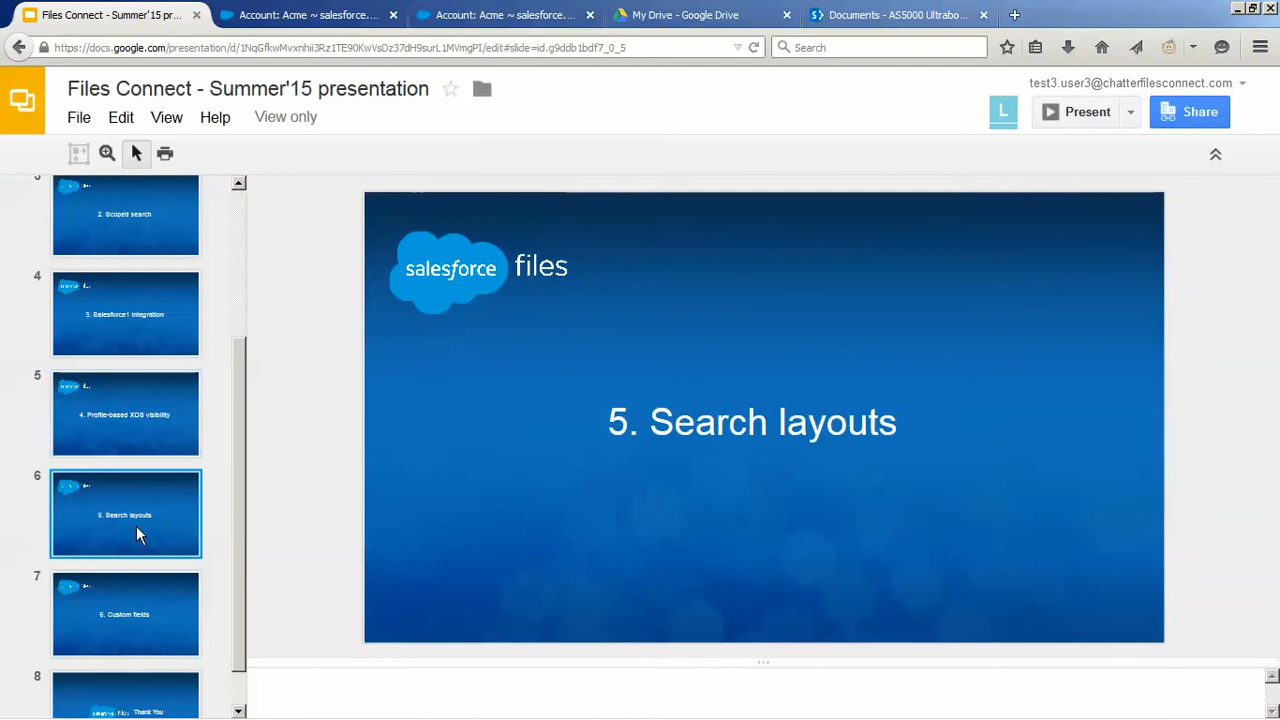 Files Connect - Summer'15 pr...
Account: Acme ~ salesforce....
Account: Acme ~ salesforce....
My Drive - Google Drive
Documents - AS5000 Ultrabo...
https://docs.google.com/presentation/d/1NqGfkwMvxnhii3Rz1TE90KwVsDz37dH9surL1MVmgPI/edit#slide=id.g9ddb1bdf7_0_5
Search
Files Connect - Summer'15 presentation
test3.user3@chatterfilesconnect.com
File Edit View Help View only
L
Present
Share
3
2. Scoped search
4
3. Salesforce1 integration
5
4. Profile-based XDS visibility
6
5. Search layouts
7
6. Custom fields
8
Thank You
salesforce files
5. Search layouts